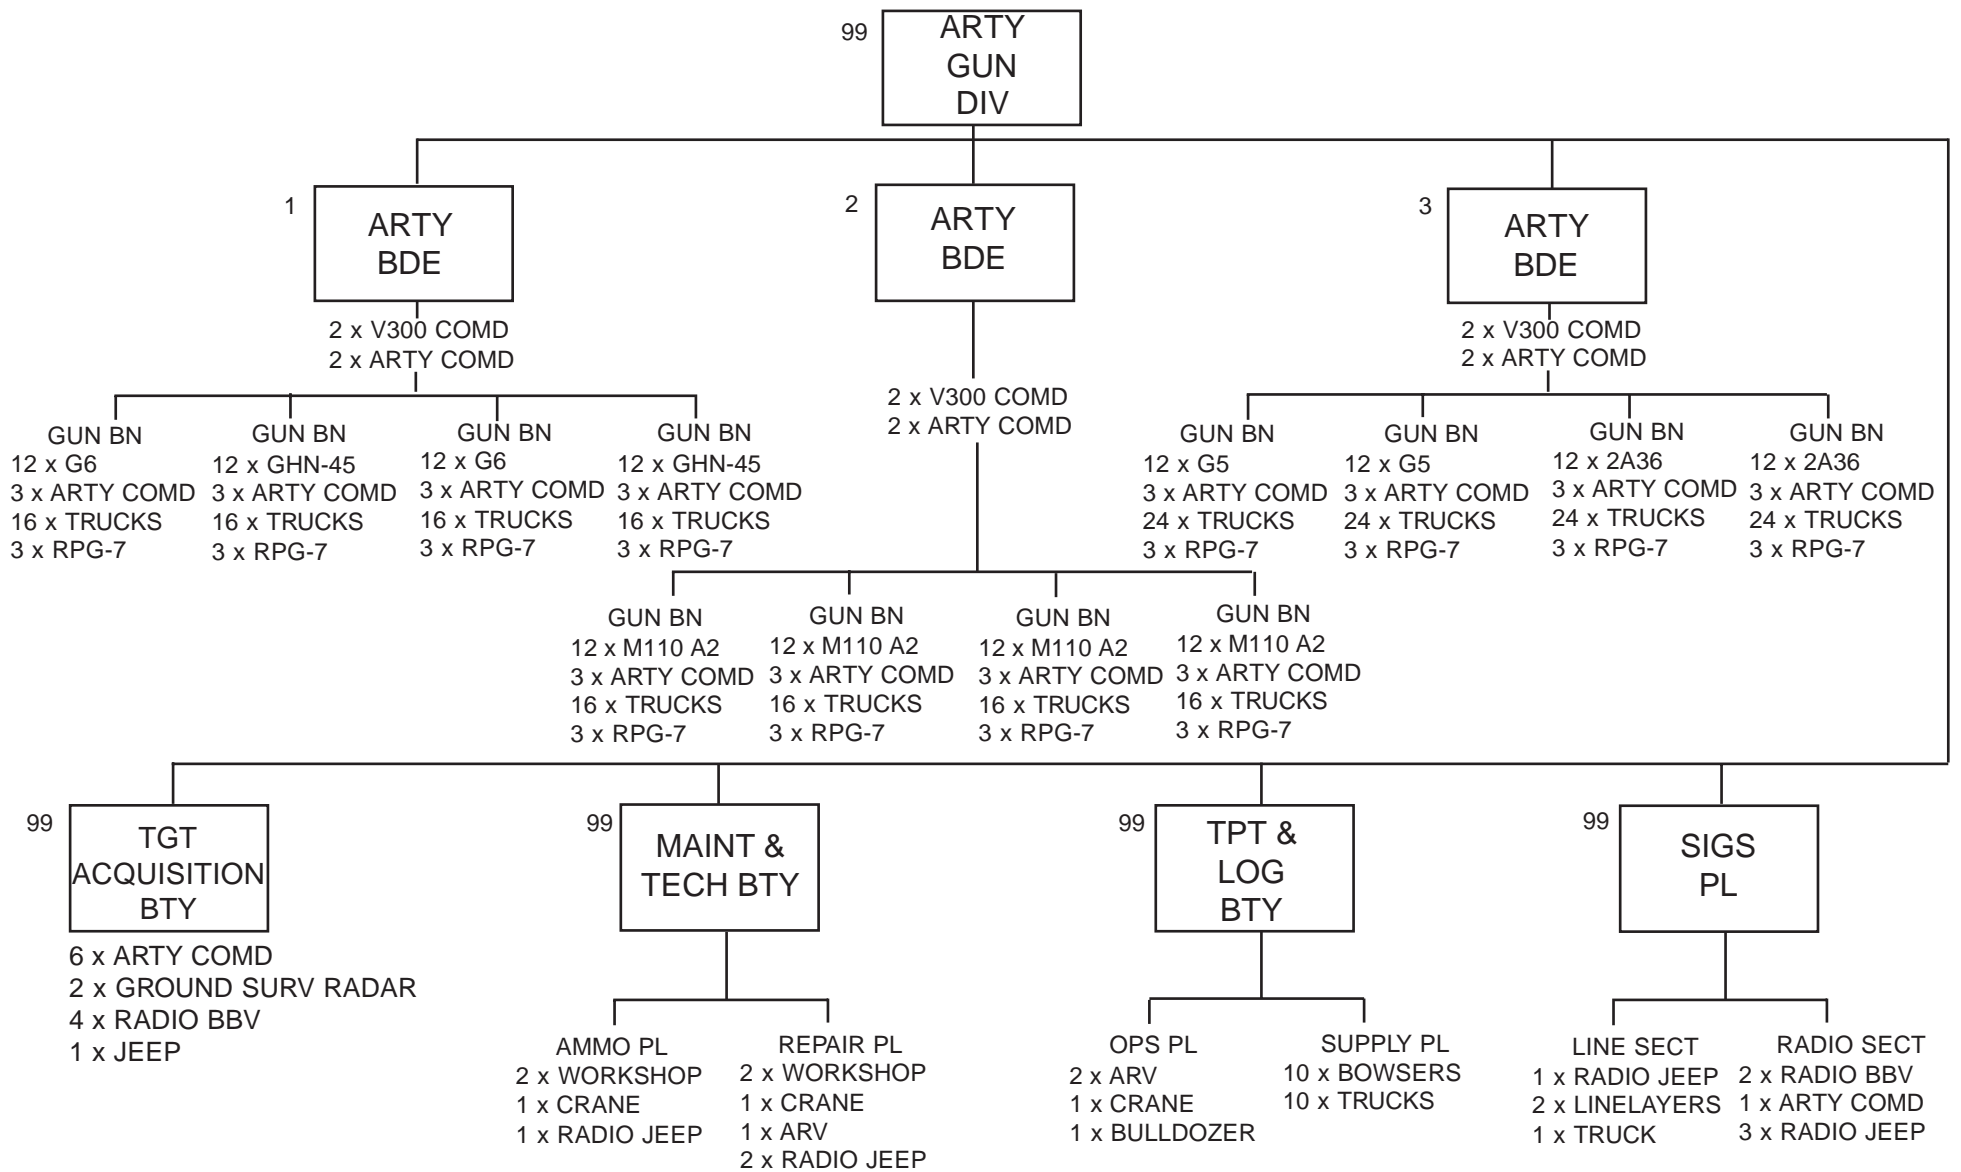 99
ARTY
GUN
DIV
1
ARTY
BDE
2 x V300 COMD
2 x ARTY COMD
GUN BN
12 x G6
3 x ARTY COMD
16 x TRUCKS
3 x RPG-7
GUN BN
12 x GHN-45
3 x ARTY COMD
16 x TRUCKS
3 x RPG-7
GUN BN
12 x G6
3 x ARTY COMD
16 x TRUCKS
3 x RPG-7
GUN BN
12 x GHN-45
3 x ARTY COMD
16 x TRUCKS
3 x RPG-7
2
ARTY
BDE
2 x V300 COMD
2 x ARTY COMD
GUN BN
12 x M110 A2
3 x ARTY COMD
16 x TRUCKS
3 x RPG-7
GUN BN
12 x M110 A2
3 x ARTY COMD
16 x TRUCKS
3 x RPG-7
GUN BN
12 x M110 A2
3 x ARTY COMD
16 x TRUCKS
3 x RPG-7
GUN BN
12 x M110 A2
3 x ARTY COMD
16 x TRUCKS
3 x RPG-7
3
ARTY
BDE
2 x V300 COMD
2 x ARTY COMD
GUN BN
12 x G5
3 x ARTY COMD
24 x TRUCKS
3 x RPG-7
GUN BN
12 x G5
3 x ARTY COMD
24 x TRUCKS
3 x RPG-7
GUN BN
12 x 2A36
3 x ARTY COMD
24 x TRUCKS
3 x RPG-7
GUN BN
12 x 2A36
3 x ARTY COMD
24 x TRUCKS
3 x RPG-7
99
TGT
ACQUISITION
BTY
6 x ARTY COMD
2 x GROUND SURV RADAR
4 x RADIO BBV
1 x JEEP
99
MAINT &
TECH BTY
AMMO PL
2 x WORKSHOP
1 x CRANE
1 x RADIO JEEP
REPAIR PL
2 x WORKSHOP
1 x CRANE
1 x ARV
2 x RADIO JEEP
99
TPT &
LOG
BTY
OPS PL
2 x ARV
1 x CRANE
1 x BULLDOZER
SUPPLY PL
10 x BOWSERS
10 x TRUCKS
99
SIGS
PL
LINE SECT
1 x RADIO JEEP
2 x LINELAYERS
1 x TRUCK
RADIO SECT
2 x RADIO BBV
1 x ARTY COMD
3 x RADIO JEEP